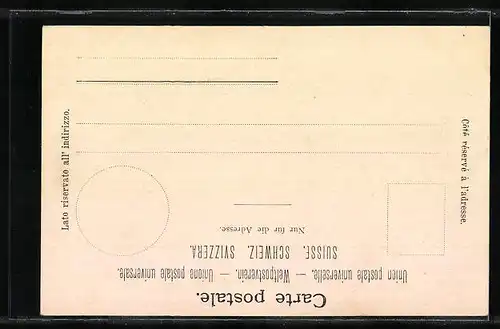 Carte postale.
Union postale universelle. — Weltpostverein. — Unione postale universale.
SUISSE. SCHWEIZ. SVIZZERA.
Nur für die Adresse.
Côté réservé à l'adresse.
Lato riservato all' indirizzo.